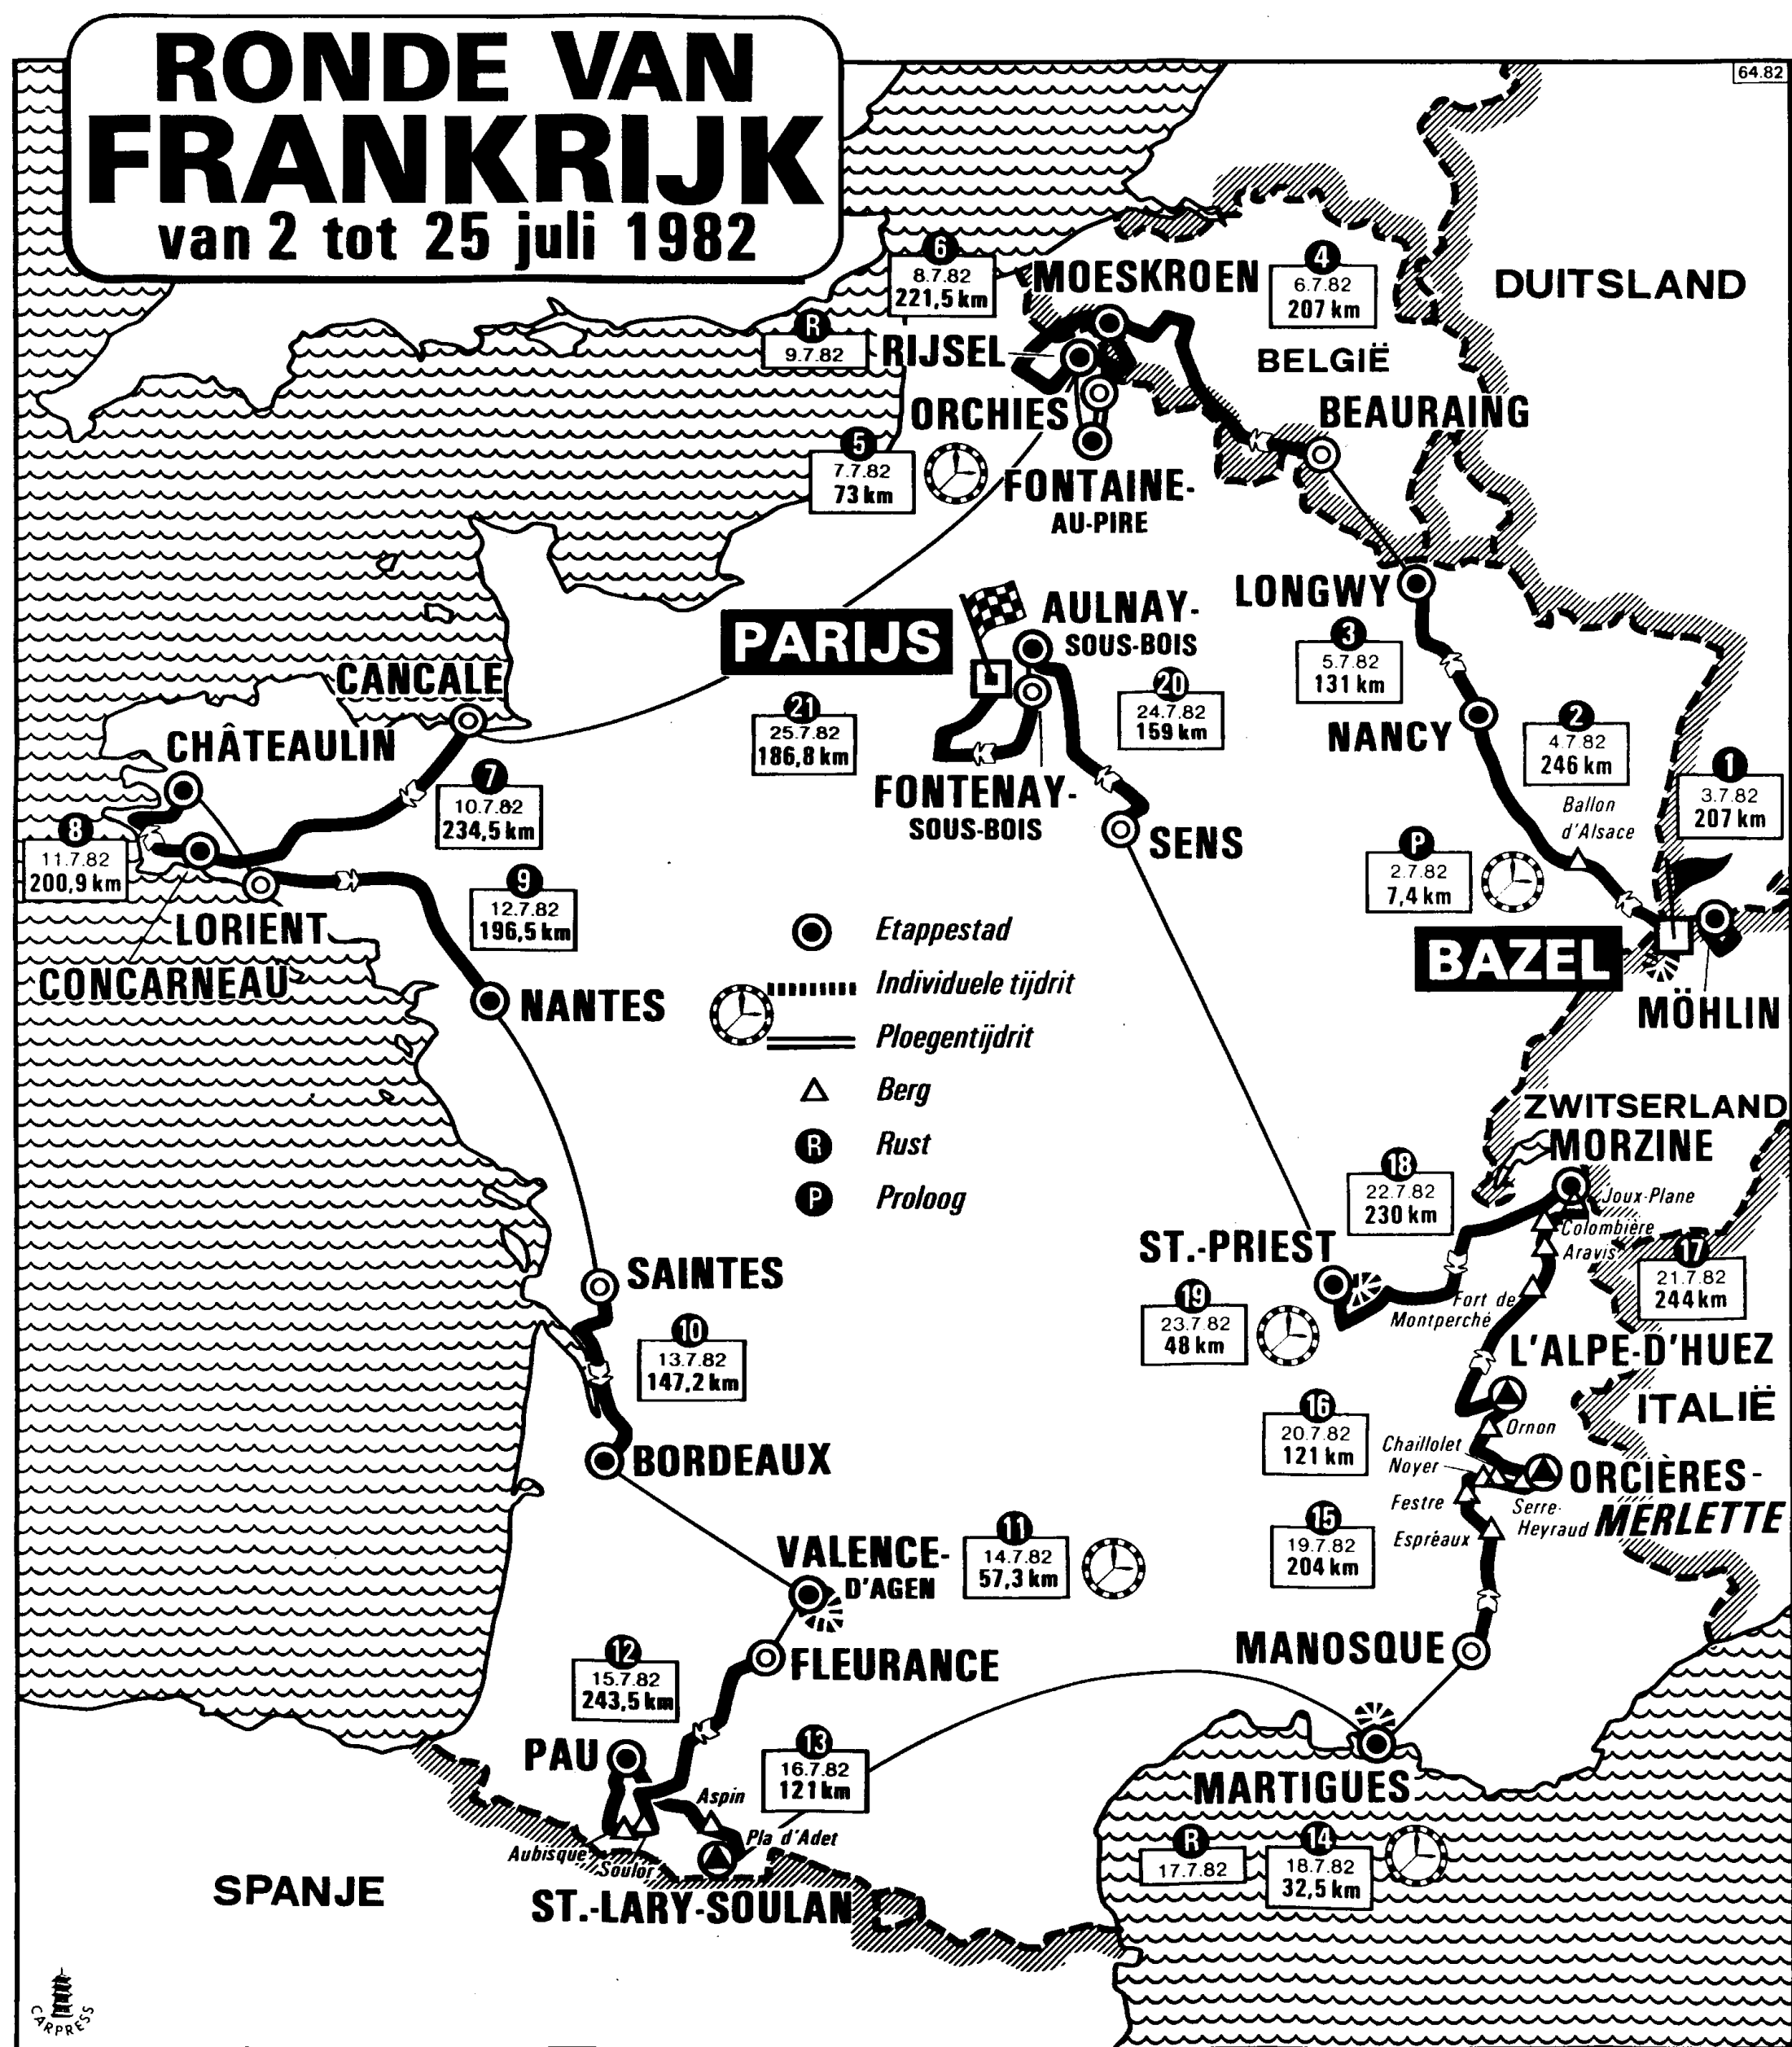 RONDE VAN
FRANKRIJK
van 2 tot 25 juli 1982
64.82
6
8.7.82
221,5 km
MOESKROEN
4
6.7.82
207 km
DUITSLAND
R
9.7.82
RIJSEL
BELGIË
ORCHIES
BEAURAING
5
7.7.82
73 km
FONTAINE-
AU-PIRE
LONGWY
PARIJS
AULNAY-
SOUS-BOIS
3
5.7.82
131 km
CANCALE
20
24.7.82
159 km
21
25.7.82
186,8 km
NANCY
2
4.7.82
246 km
CHÂTEAULIN
7
10.7.82
234,5 km
FONTENAY-
SOUS-BOIS
1
3.7.82
207 km
Ballon
d'Alsace
8
11.7.82
200,9 km
SENS
P
2.7.82
7,4 km
9
12.7.82
196,5 km
LORIENT
CONCARNEAU
NANTES
BAZEL
MÖHLIN
Etappestad
Individuele tijdrit
Ploegentijdrit
Berg
R
Rust
P
Proloog
ZWITSERLAND
MORZINE
18
22.7.82
230 km
Joux-Plane
Colombière
Aravis
ST.-PRIEST
17
21.7.82
244 km
SAINTES
19
23.7.82
48 km
Fort de
Montperché
10
13.7.82
147,2 km
L'ALPE-D'HUEZ
ITALIË
16
20.7.82
121 km
Ornon
Chaillolet
Noyer
BORDEAUX
ORCIÈRES-
MERLETTE
Festre
Serre-
Heyraud
Espréaux
15
19.7.82
204 km
VALENCE-
D'AGEN
11
14.7.82
57,3 km
FLEURANCE
MANOSQUE
12
15.7.82
243,5 km
PAU
13
16.7.82
121 km
MARTIGUES
Aspin
Pla d'Adet
Aubisque
Soulor
R
17.7.82
14
18.7.82
32,5 km
SPANJE
ST.-LARY-SOULAN
CARPRESS